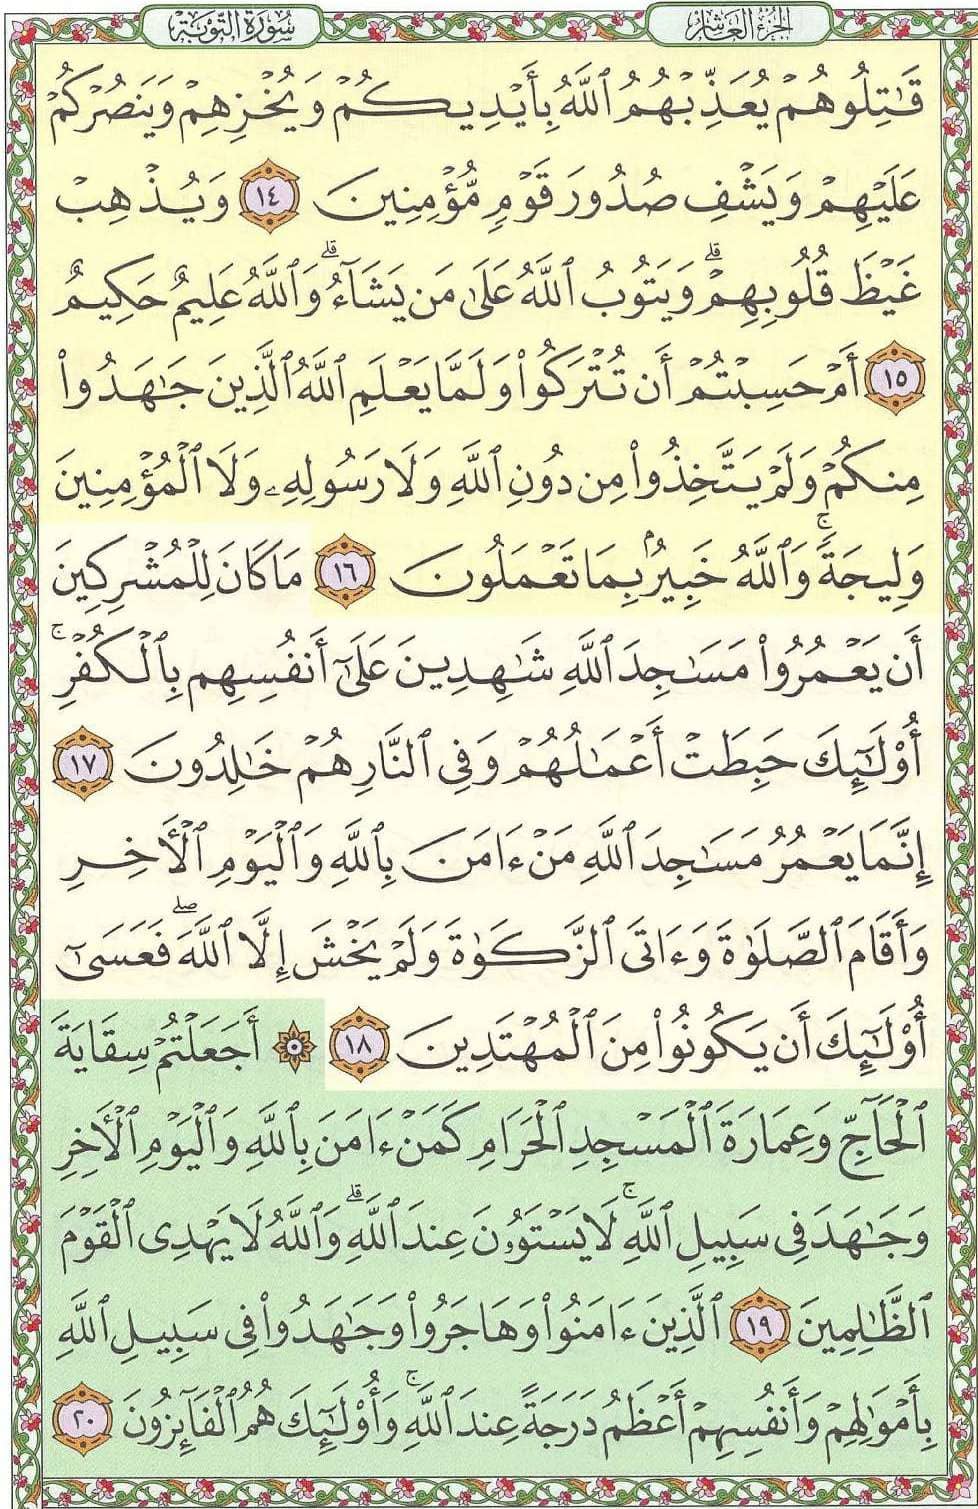 الجزء العاشر
سورة التوبة
قَٰتِلُوهُمْ يُعَذِّبْهُمُ ٱللَّهُ بِأَيْدِيكُمْ وَيُخْزِهِمْ وَيَنصُرْكُمْ
عَلَيْهِمْ وَيَشْفِ صُدُورَ قَوْمٍ مُّؤْمِنِينَ ١٤ وَيُذْهِبْ
غَيْظَ قُلُوبِهِمْ ۗ وَيَتُوبُ ٱللَّهُ عَلَىٰ مَن يَشَآءُ ۗ وَٱللَّهُ عَلِيمٌ حَكِيمٌ
١٥ أَمْ حَسِبْتُمْ أَن تُتْرَكُوا۟ وَلَمَّا يَعْلَمِ ٱللَّهُ ٱلَّذِينَ جَٰهَدُوا۟
مِنكُمْ وَلَمْ يَتَّخِذُوا۟ مِن دُونِ ٱللَّهِ وَلَا رَسُولِهِۦ وَلَا ٱلْمُؤْمِنِينَ
وَلِيجَةً ۚ وَٱللَّهُ خَبِيرٌۢ بِمَا تَعْمَلُونَ ١٦ مَا كَانَ لِلْمُشْرِكِينَ
أَن يَعْمُرُوا۟ مَسَٰجِدَ ٱللَّهِ شَٰهِدِينَ عَلَىٰٓ أَنفُسِهِم بِٱلْكُفْرِ ۚ
أُو۟لَٰٓئِكَ حَبِطَتْ أَعْمَٰلُهُمْ وَفِى ٱلنَّارِ هُمْ خَٰلِدُونَ ١٧
إِنَّمَا يَعْمُرُ مَسَٰجِدَ ٱللَّهِ مَنْ ءَامَنَ بِٱللَّهِ وَٱلْيَوْمِ ٱلْأَخِرِ
وَأَقَامَ ٱلصَّلَوٰةَ وَءَاتَى ٱلزَّكَوٰةَ وَلَمْ يَخْشَ إِلَّا ٱللَّهَ ۖ فَعَسَىٰٓ
أُو۟لَٰٓئِكَ أَن يَكُونُوا۟ مِنَ ٱلْمُهْتَدِينَ ١٨ ۞ أَجَعَلْتُمْ سِقَايَةَ
ٱلْحَآجِّ وَعِمَارَةَ ٱلْمَسْجِدِ ٱلْحَرَامِ كَمَنْ ءَامَنَ بِٱللَّهِ وَٱلْيَوْمِ ٱلْأَخِرِ
وَجَٰهَدَ فِى سَبِيلِ ٱللَّهِ ۚ لَا يَسْتَوُۥنَ عِندَ ٱللَّهِ ۗ وَٱللَّهُ لَا يَهْدِى ٱلْقَوْمَ
ٱلظَّٰلِمِينَ ١٩ ٱلَّذِينَ ءَامَنُوا۟ وَهَاجَرُوا۟ وَجَٰهَدُوا۟ فِى سَبِيلِ ٱللَّهِ
بِأَمْوَٰلِهِمْ وَأَنفُسِهِمْ أَعْظَمُ دَرَجَةً عِندَ ٱللَّهِ ۚ وَأُو۟لَٰٓئِكَ هُمُ ٱلْفَآئِزُونَ ٢٠